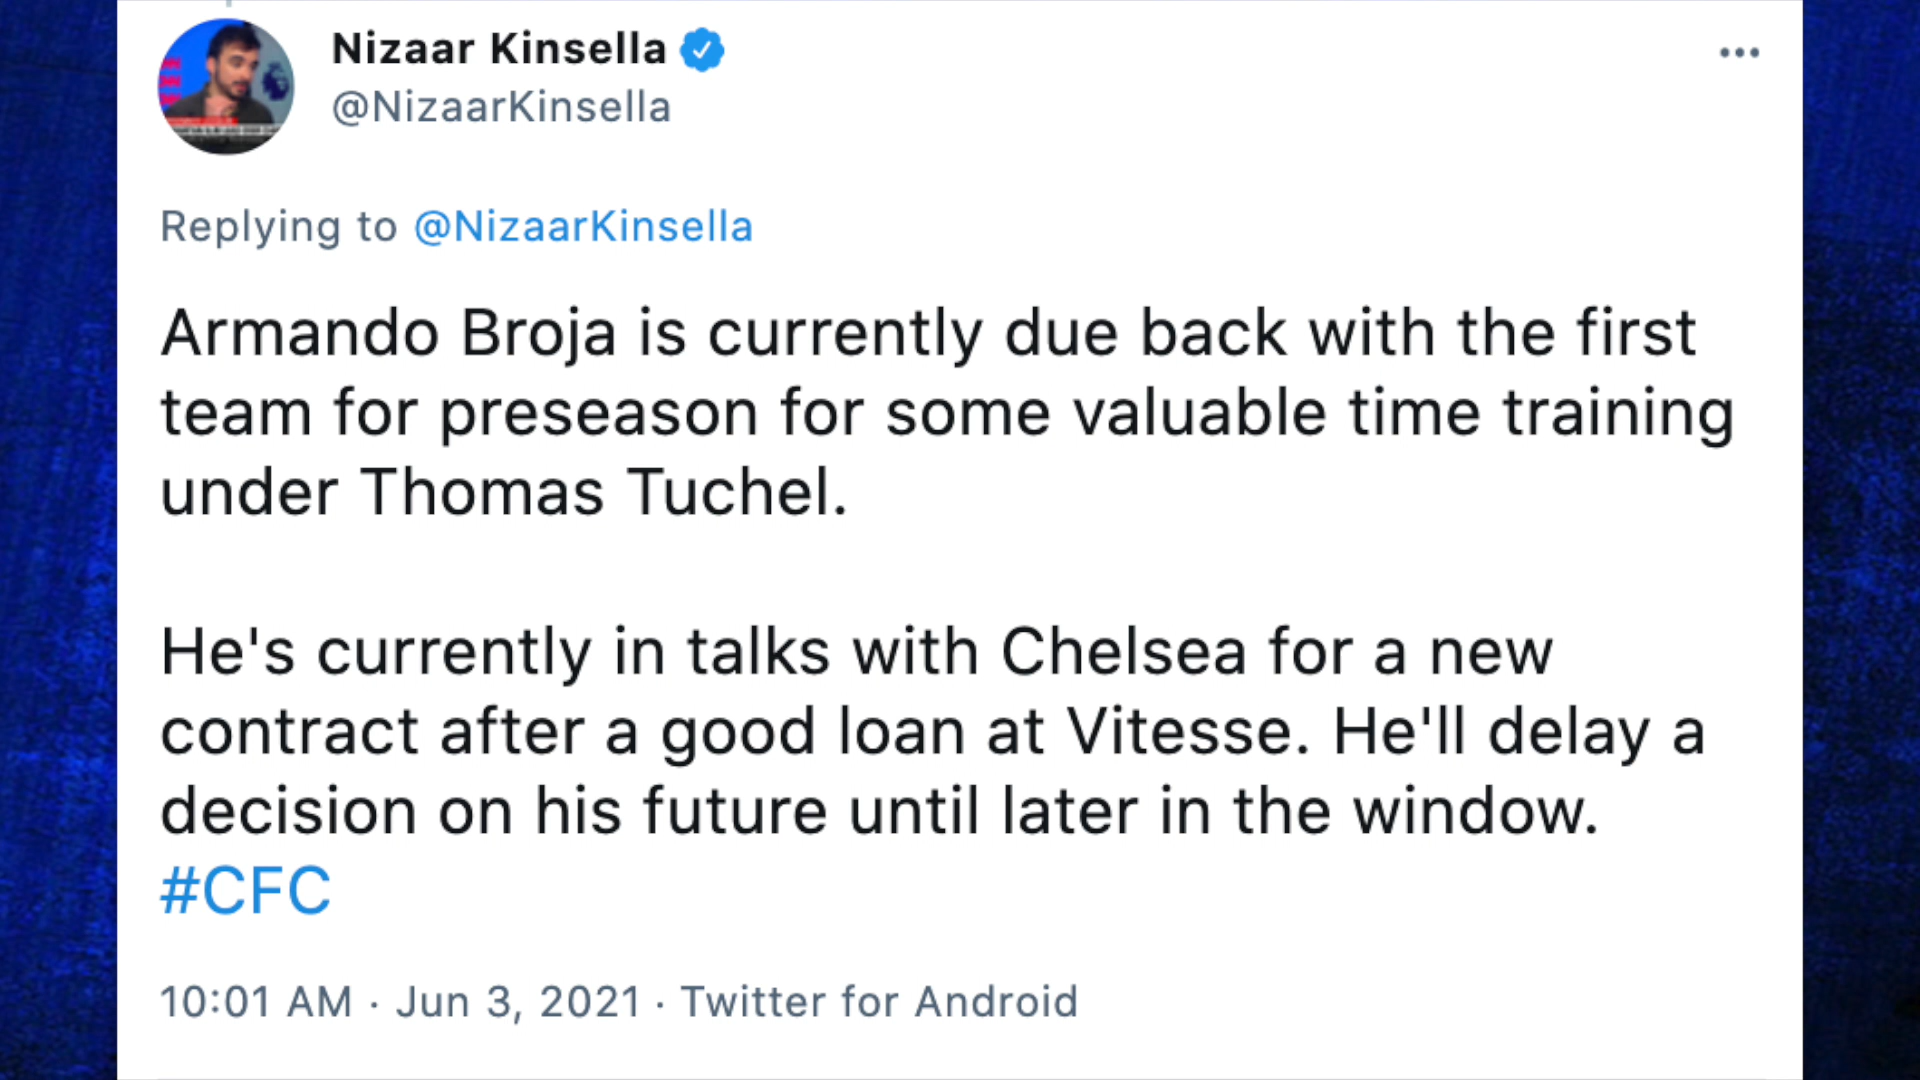 Nizaar Kinsella
@NizaarKinsella
Replying to @NizaarKinsella
Armando Broja is currently due back with the first
team for preseason for some valuable time training
under Thomas Tuchel.
He's currently in talks with Chelsea for a new
contract after a good loan at Vitesse. He'll delay a
decision on his future until later in the window.
#CFC
10:01 AM · Jun 3, 2021 · Twitter for Android